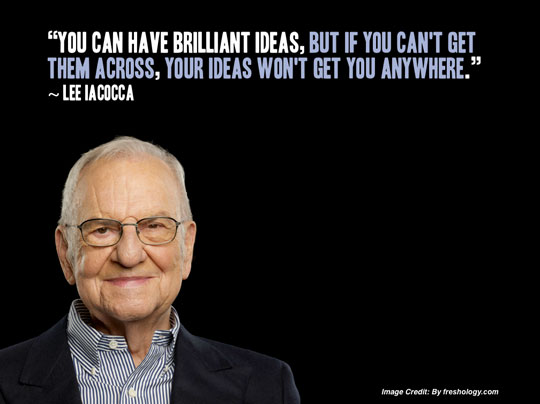 “YOU CAN HAVE BRILLIANT IDEAS, BUT IF YOU CAN'T GET
THEM ACROSS, YOUR IDEAS WON'T GET YOU ANYWHERE.”
~ LEE IACOCCA
Image Credit: By freshology.com